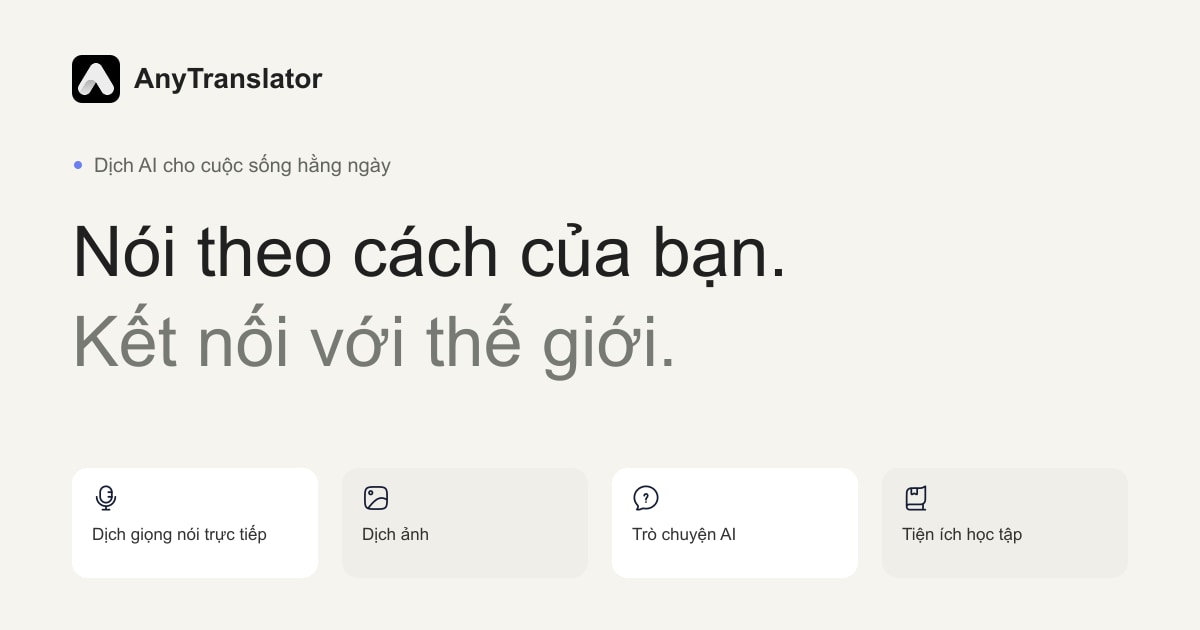 AnyTranslator
Dịch AI cho cuộc sống hằng ngày
Nói theo cách của bạn.
Kết nối với thế giới.
Dịch giọng nói trực tiếp
Dịch ảnh
Trò chuyện AI
Tiện ích học tập